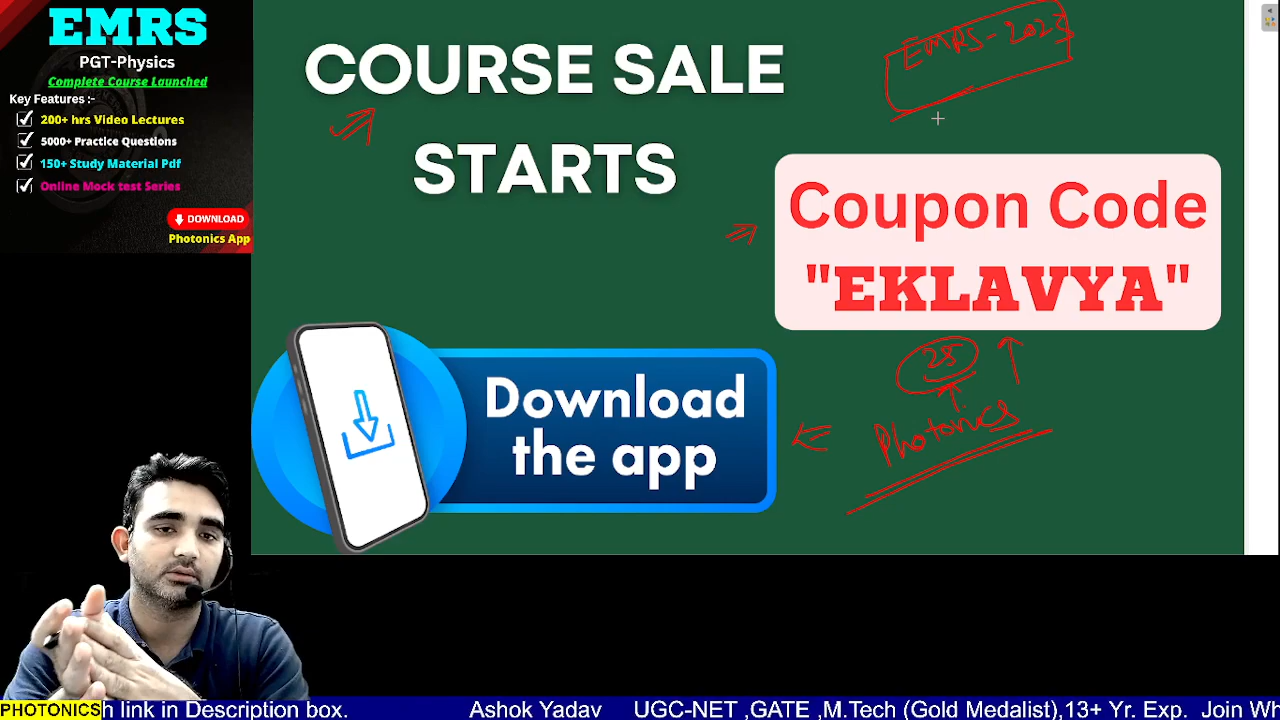 EMRS
PGT-Physics
Complete Course Launched
Key Features :-
200+ hrs Video Lectures
5000+ Practice Questions
150+ Study Material Pdf
Online Mock test Series
DOWNLOAD
Photonics App
COURSE SALE
STARTS
EMRS-2023
Coupon Code
"EKLAVYA"
28
Photonics
Download
the app
PHOTONICS
h link in Description box. Ashok Yadav UGC-NET ,GATE ,M.Tech (Gold Medalist),13+ Yr. Exp. Join Wh